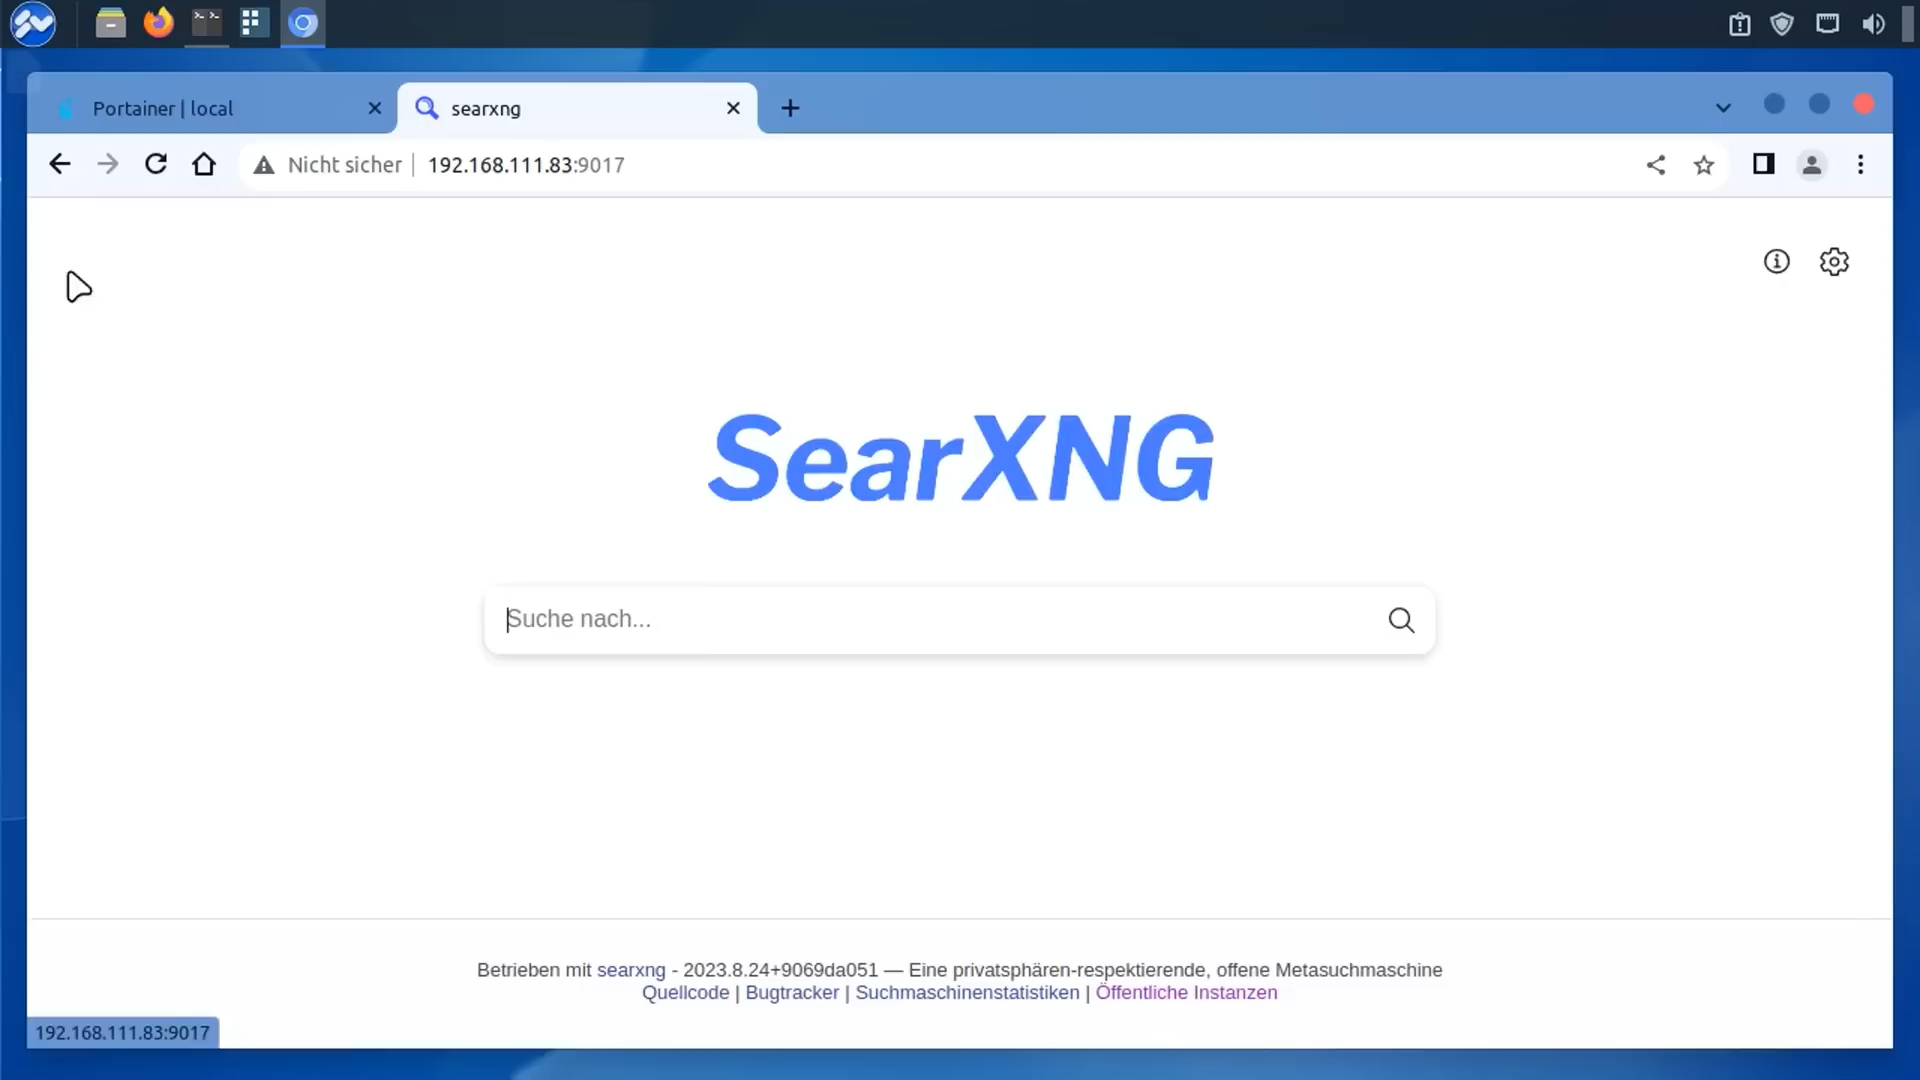 Portainer | local
searxng
Nicht sicher
192.168.111.83:9017
SearXNG
Suche nach...
Betrieben mit searxng - 2023.8.24+9069da051 — Eine privatsphären-respektierende, offene Metasuchmaschine
Quellcode | Bugtracker | Suchmaschinenstatistiken | Öffentliche Instanzen
192.168.111.83:9017